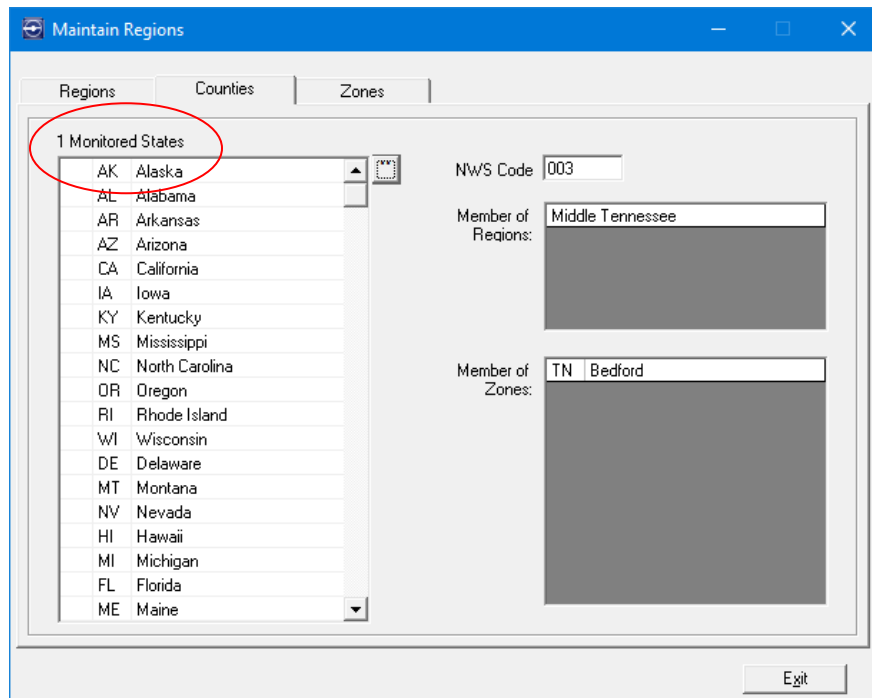 Maintain Regions
Regions Counties Zones
1 Monitored States
AK Alaska
AL Alabama
AR Arkansas
AZ Arizona
CA California
IA Iowa
KY Kentucky
MS Mississippi
NC North Carolina
OR Oregon
RI Rhode Island
WI Wisconsin
DE Delaware
MT Montana
NV Nevada
HI Hawaii
MI Michigan
FL Florida
ME Maine
NWS Code 003
Member of Regions:
Middle Tennessee
Member of Zones:
TN Bedford
Exit